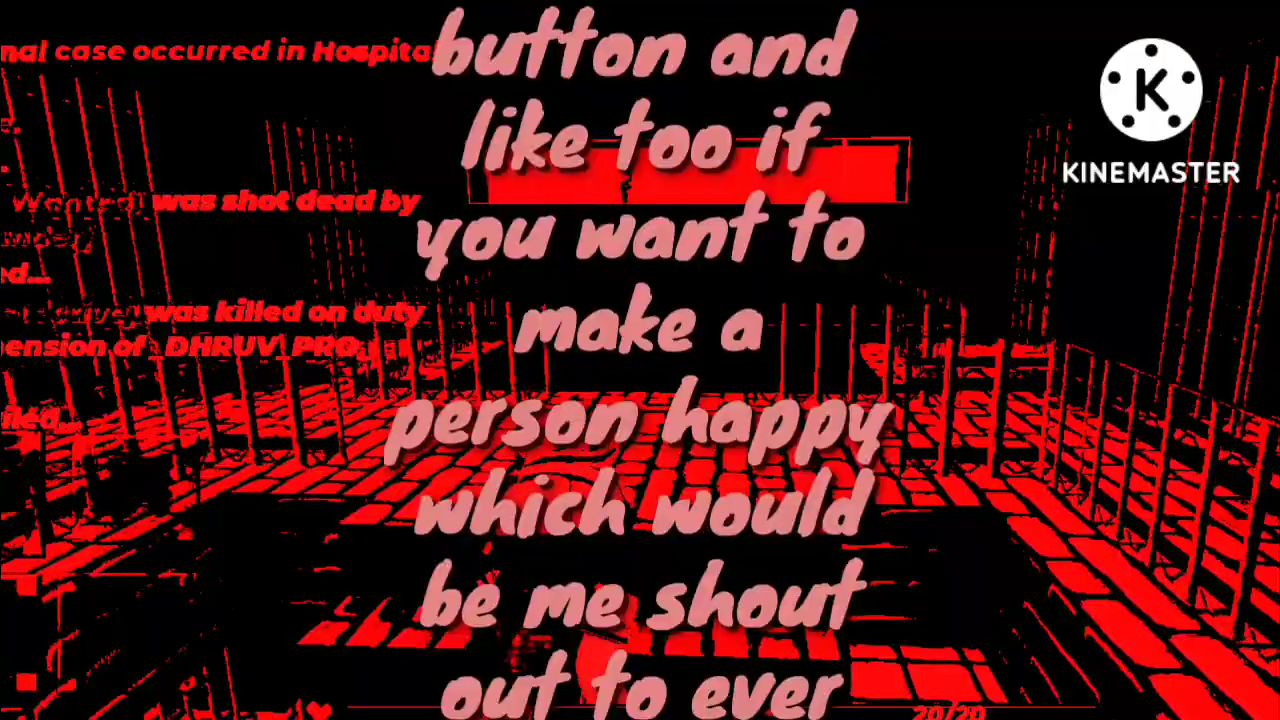 nal case occurred in Hospital
Wanted! was shot dead by
ed...
was killed on duty
ension of DHRUV PRO
button and
like too if
you want to
make a
person happy
which would
be me shout
out to ever
K
KINEMASTER
20/20